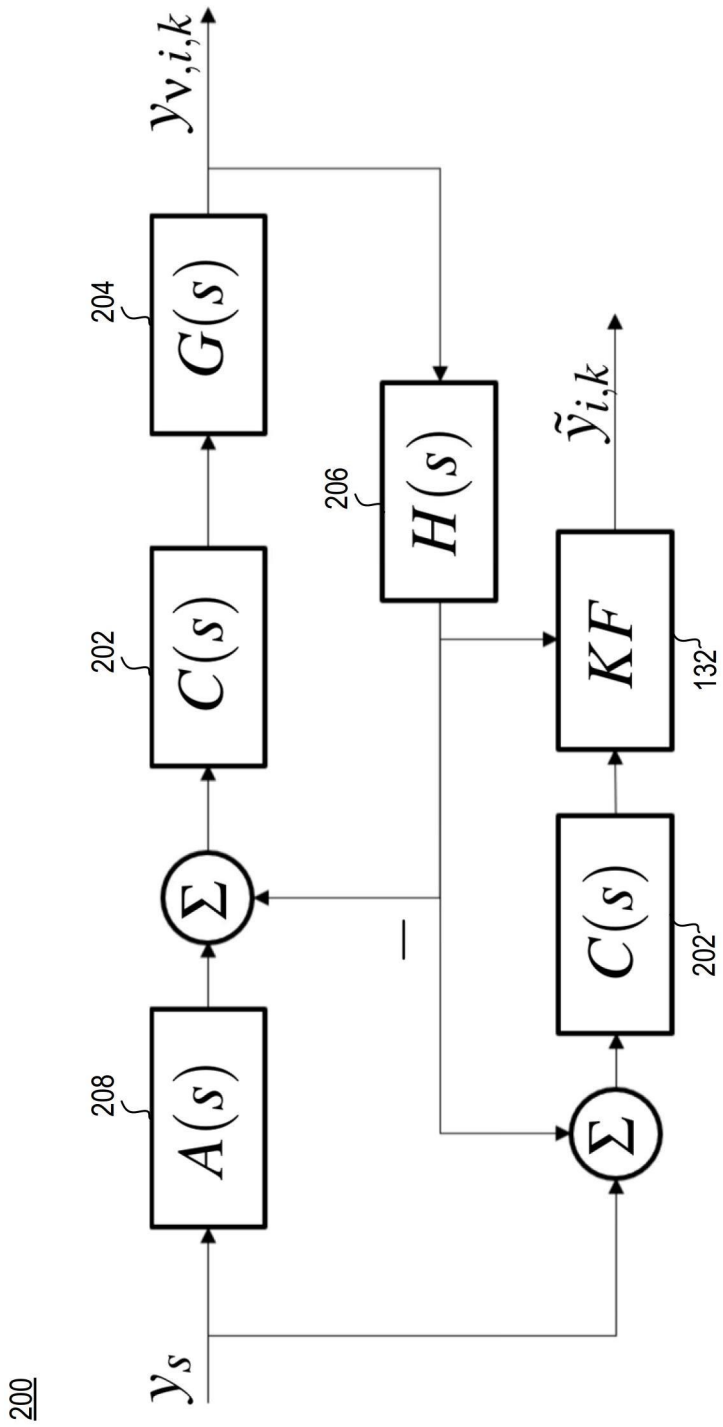 200
y_s
208
A(s)
Σ
202
C(s)
204
G(s)
y_{v,i,k}
206
H(s)
−
Σ
C(s)
202
KF
132
ỹ_{i,k}